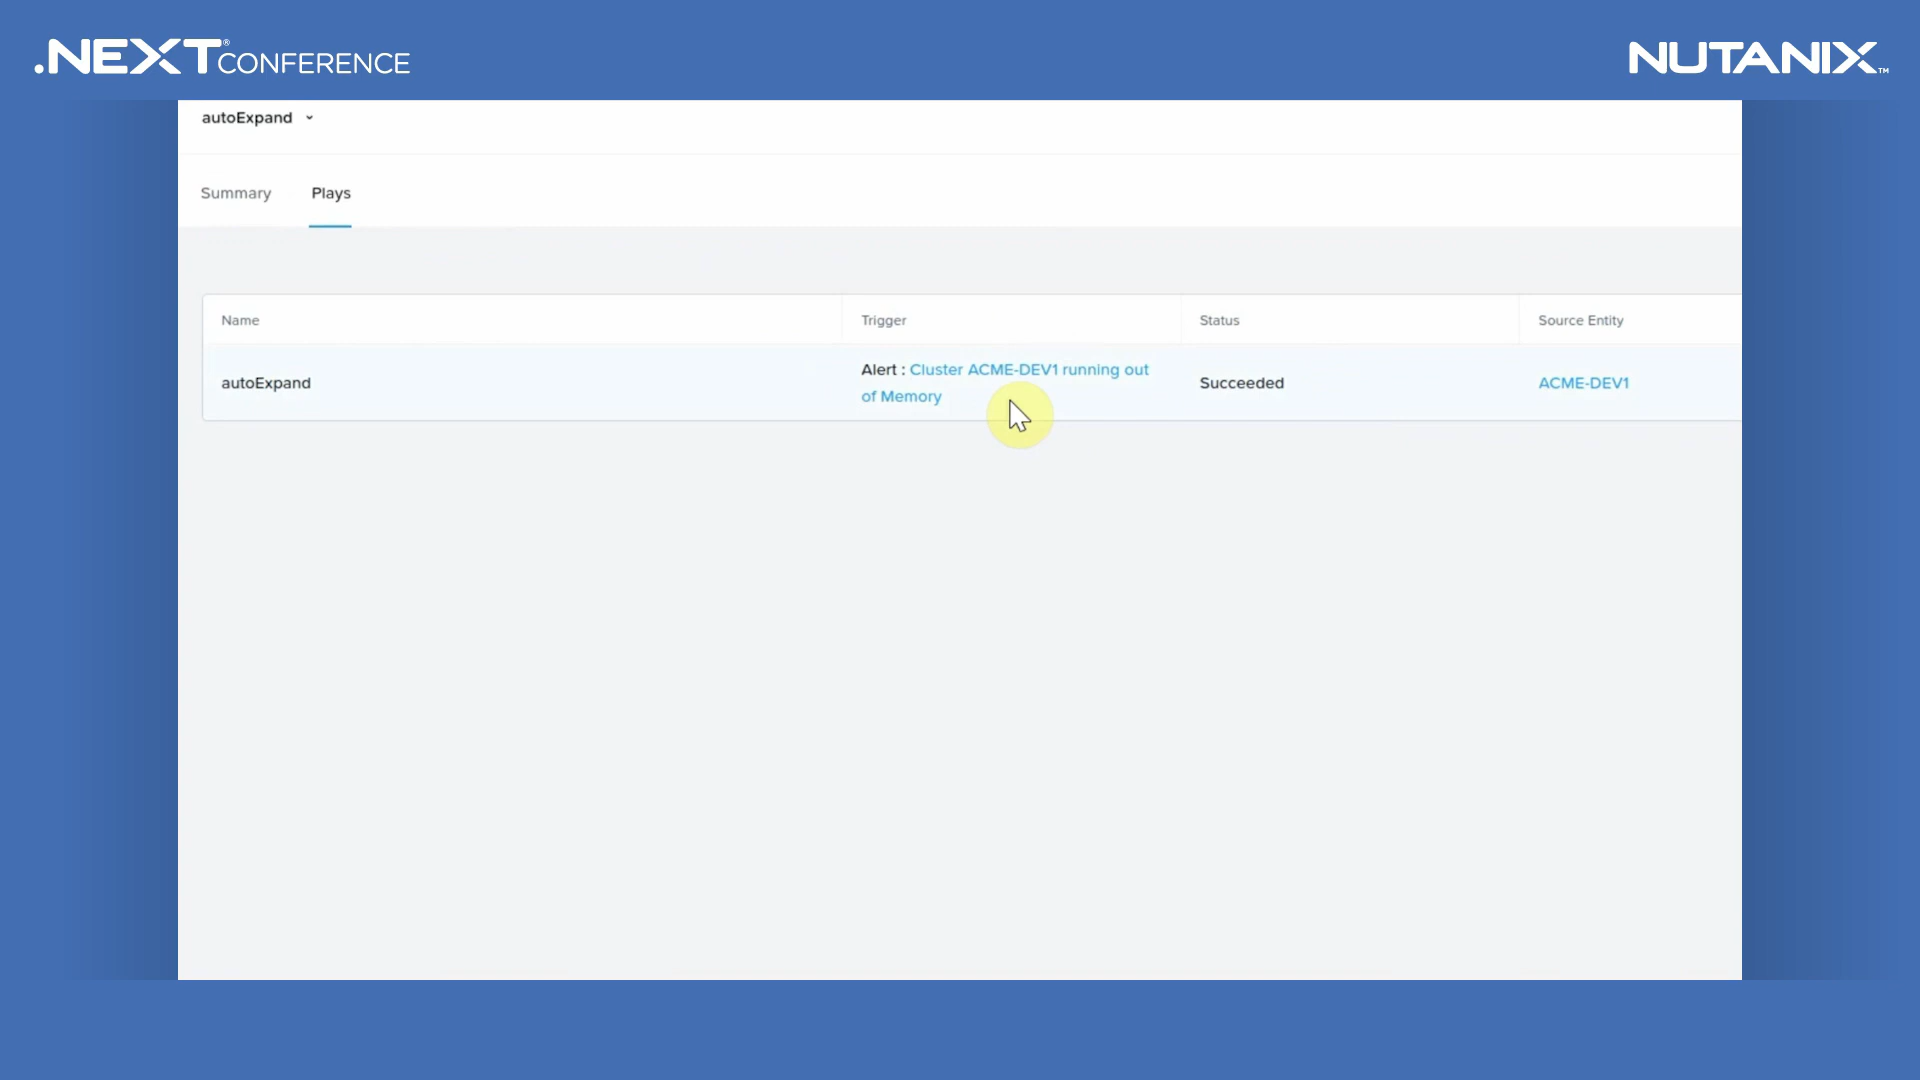 .NEXT® CONFERENCE
NUTANIX™
autoExpand
Summary Plays
Name Trigger Status Source Entity
autoExpand Alert : Cluster ACME-DEV1 running out of Memory Succeeded ACME-DEV1